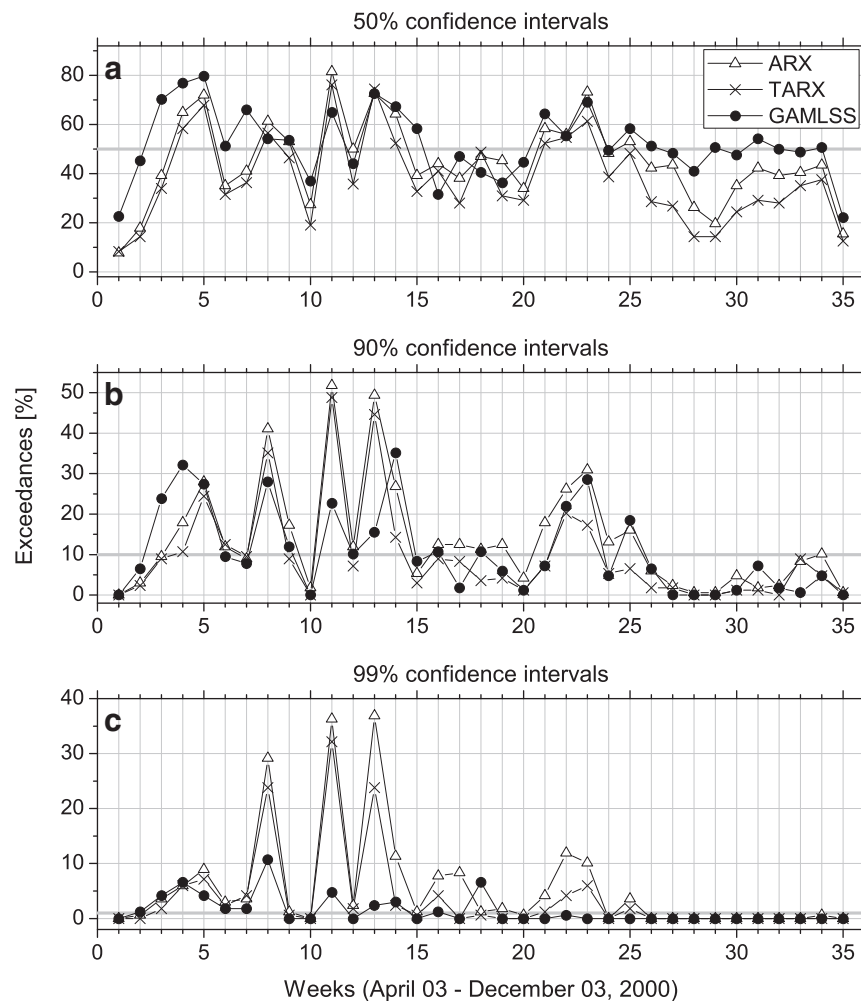 50% confidence intervals
a
ARX
TARX
GAMLSS
80
60
40
20
0
0 5 10 15 20 25 30 35
90% confidence intervals
b
50
40
30
20
10
0
0 5 10 15 20 25 30 35
Exceedances [%]
99% confidence intervals
c
40
30
20
10
0
0 5 10 15 20 25 30 35
Weeks (April 03 - December 03, 2000)